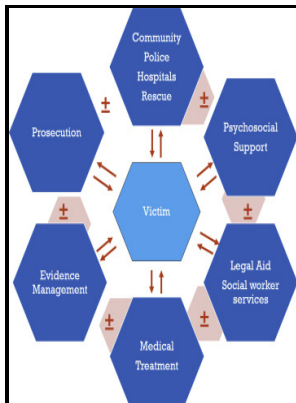 Community
Police
Hospitals
Rescue
±
±
Prosecution
Psychosocial
Support
Victim
±
±
Evidence
Management
Legal Aid
Social worker
services
±
±
Medical
Treatment